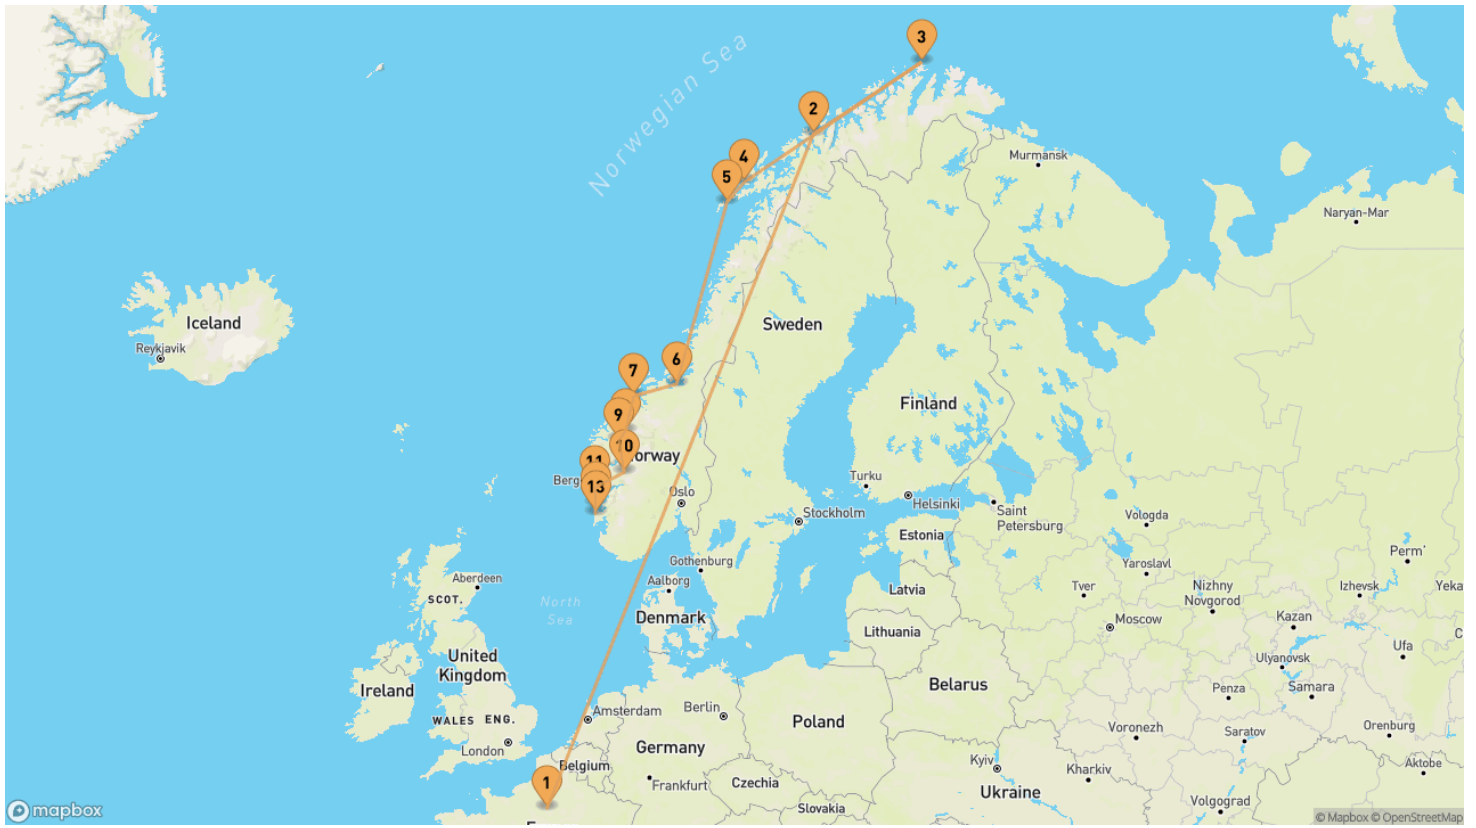 3
Norwegian Sea
2
Murmansk
4
5
Naryan-Mar
Iceland
Reykjavik
Sweden
6
7
Finland
9
10
orway
11
Berg
13
Oslo
Turku
Helsinki
Stockholm
Saint
Petersburg
Vologda
Estonia
Perm'
Gothenburg
Yaroslavl
Aalborg
Aberdeen
Latvia
Tver
Nizhny
Novgorod
Izhevsk
Yeka
SCOT.
North
Sea
Denmark
Lithuania
Moscow
Kazan
Ufa
C
United
Kingdom
Ulyanovsk
Ireland
Belarus
Penza
Samara
WALES
ENG.
Amsterdam
Berlin
Poland
Voronezh
Saratov
Orenburg
London
Germany
Belgium
Kyiv
Kharkiv
Aktobe
1
Frankfurt
Czechia
Ukraine
Slovakia
Volgograd
mapbox
© Mapbox © OpenStreetMap